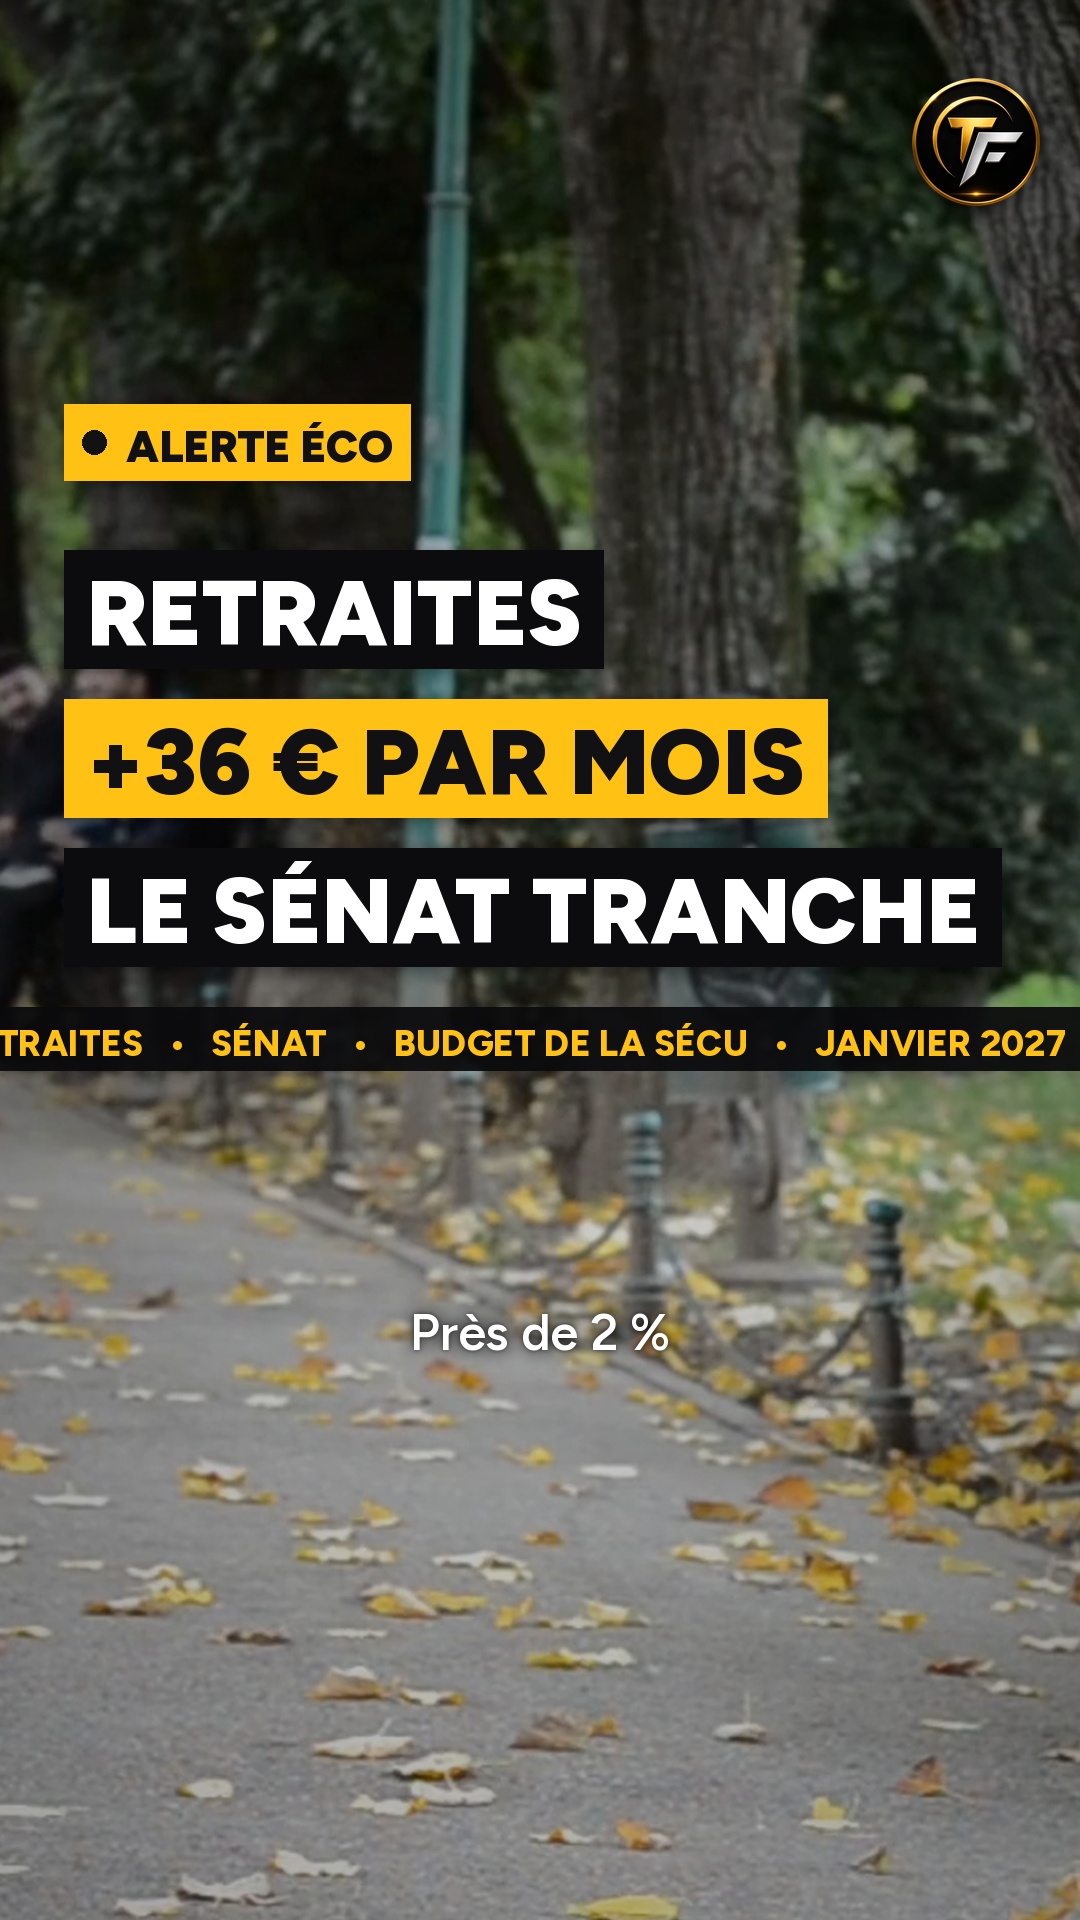 TF
ALERTE ÉCO
RETRAITES
+36 € PAR MOIS
LE SÉNAT TRANCHE
TRAITES • SÉNAT • BUDGET DE LA SÉCU • JANVIER 2027
Près de 2 %